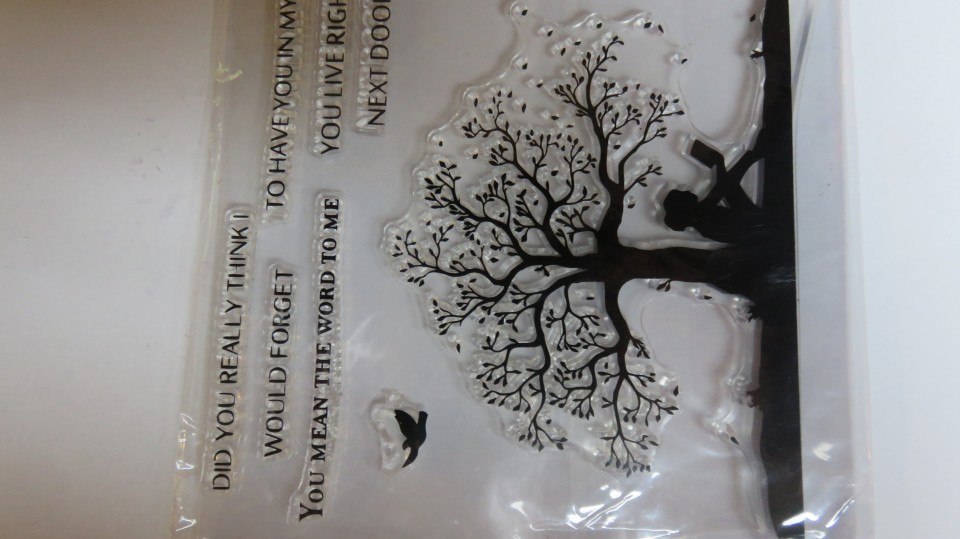 DID YOU REALLY THINK I
WOULD FORGET
YOU MEAN THE WORD TO ME
TO HAVE YOU IN MY
YOU LIVE RIGH
NEXT DOOR